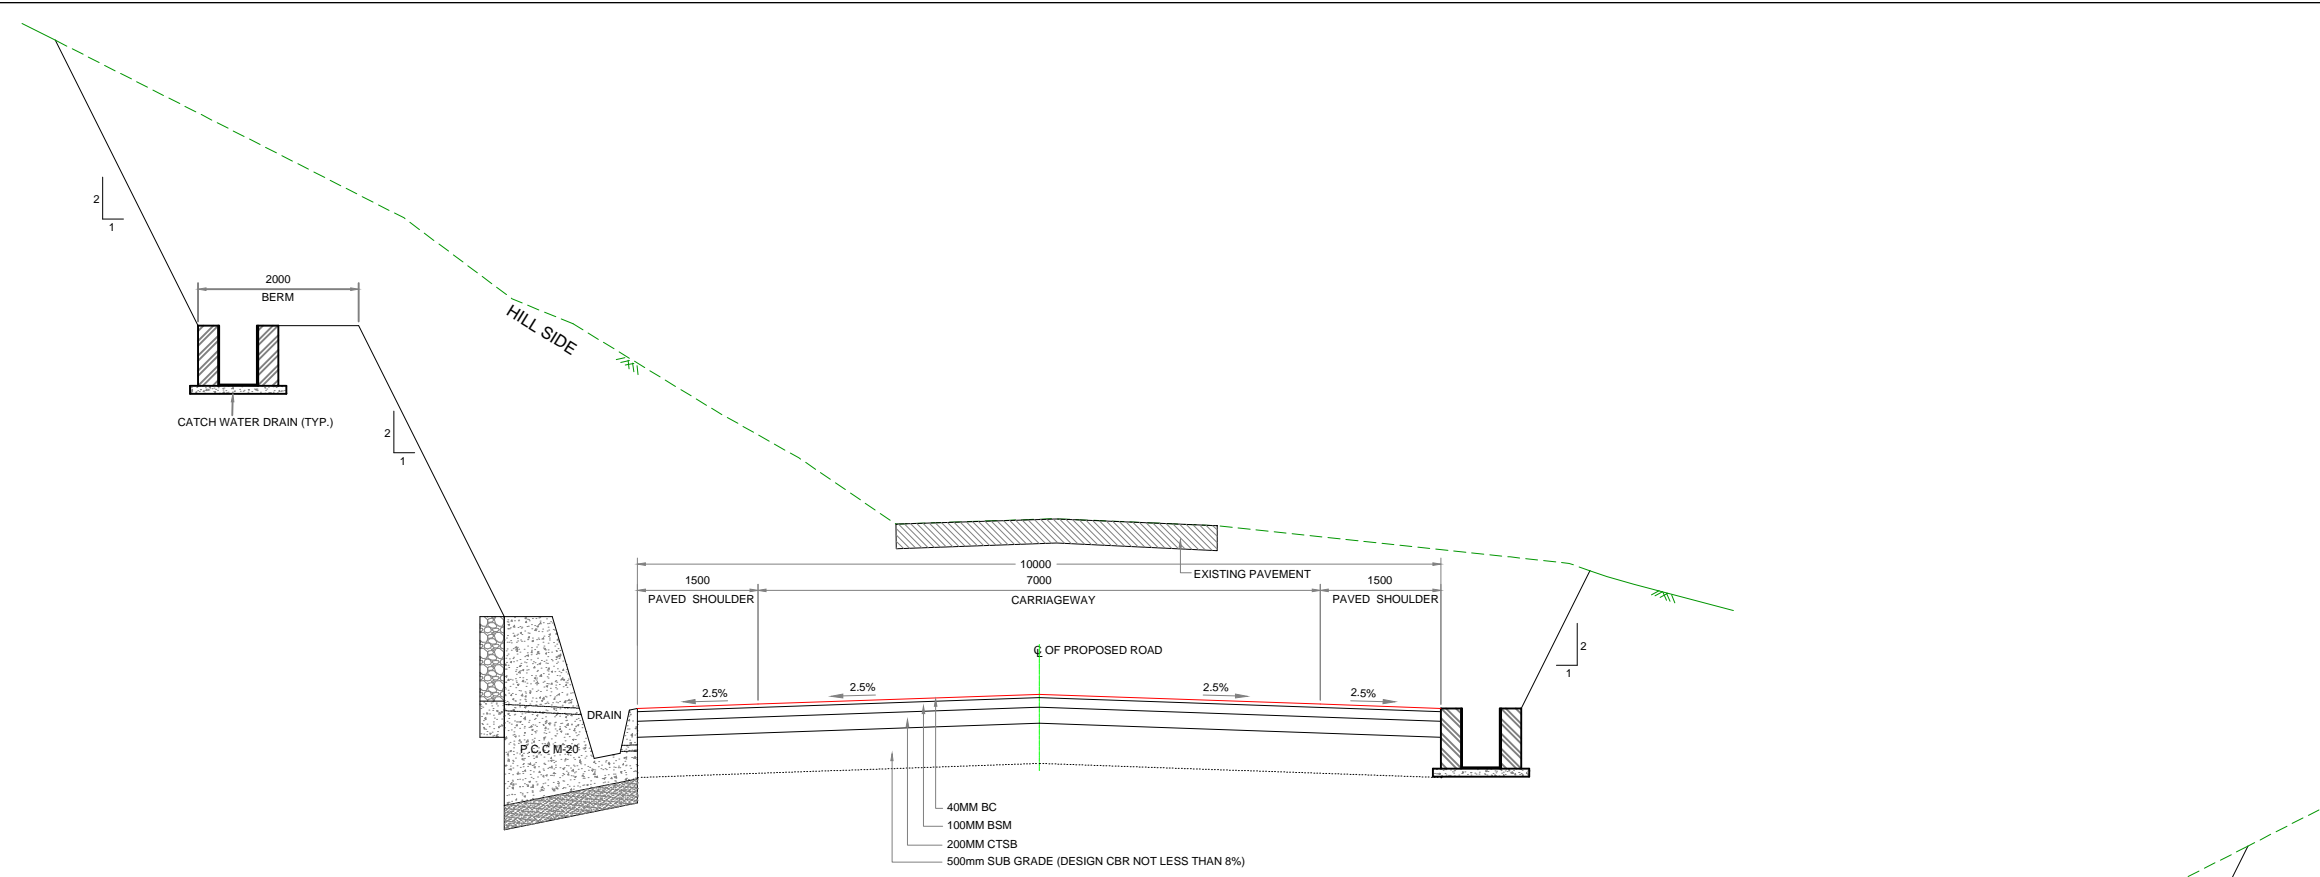 2
1
2000
BERM
HILL SIDE
CATCH WATER DRAIN (TYP.)
2
1
10000
EXISTING PAVEMENT
1500
7000
1500
PAVED SHOULDER
CARRIAGEWAY
PAVED SHOULDER
℄ OF PROPOSED ROAD
2
1
2.5%
2.5%
2.5%
2.5%
DRAIN
P.C.C M-20
40MM BC
100MM BSM
200MM CTSB
500mm SUB GRADE (DESIGN CBR NOT LESS THAN 8%)